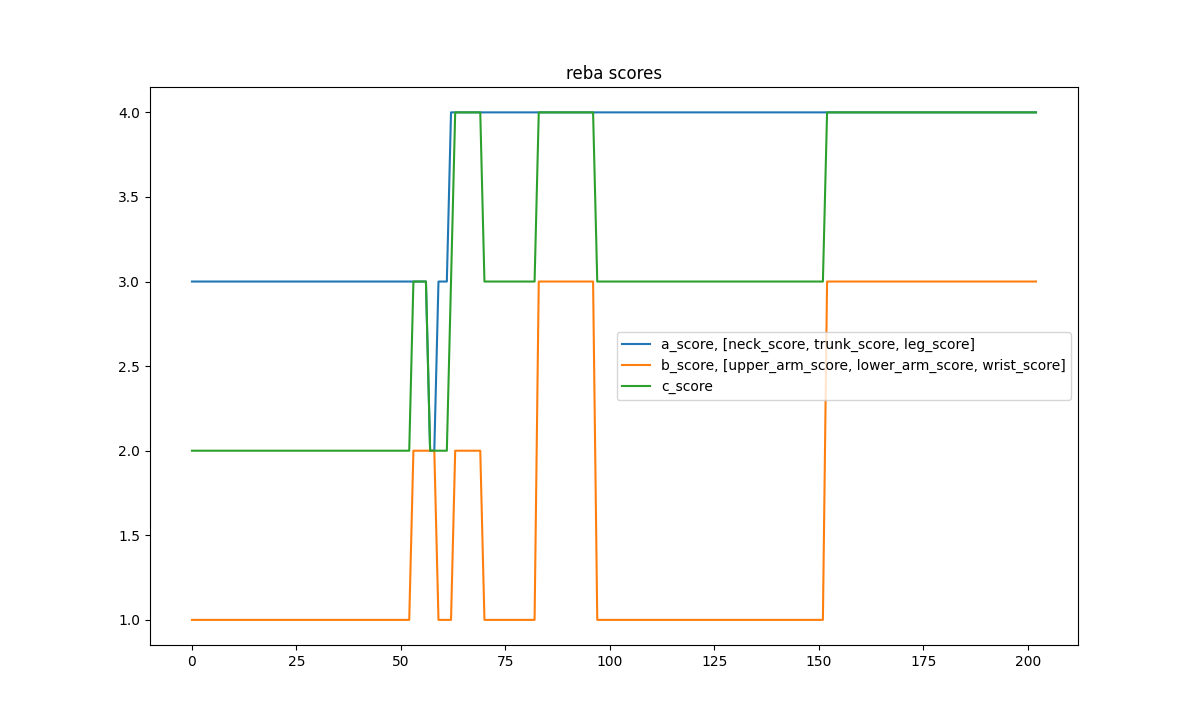 reba scores
4.0
3.5
3.0
2.5
2.0
1.5
1.0
a_score, [neck_score, trunk_score, leg_score]
b_score, [upper_arm_score, lower_arm_score, wrist_score]
c_score
0 25 50 75 100 125 150 175 200